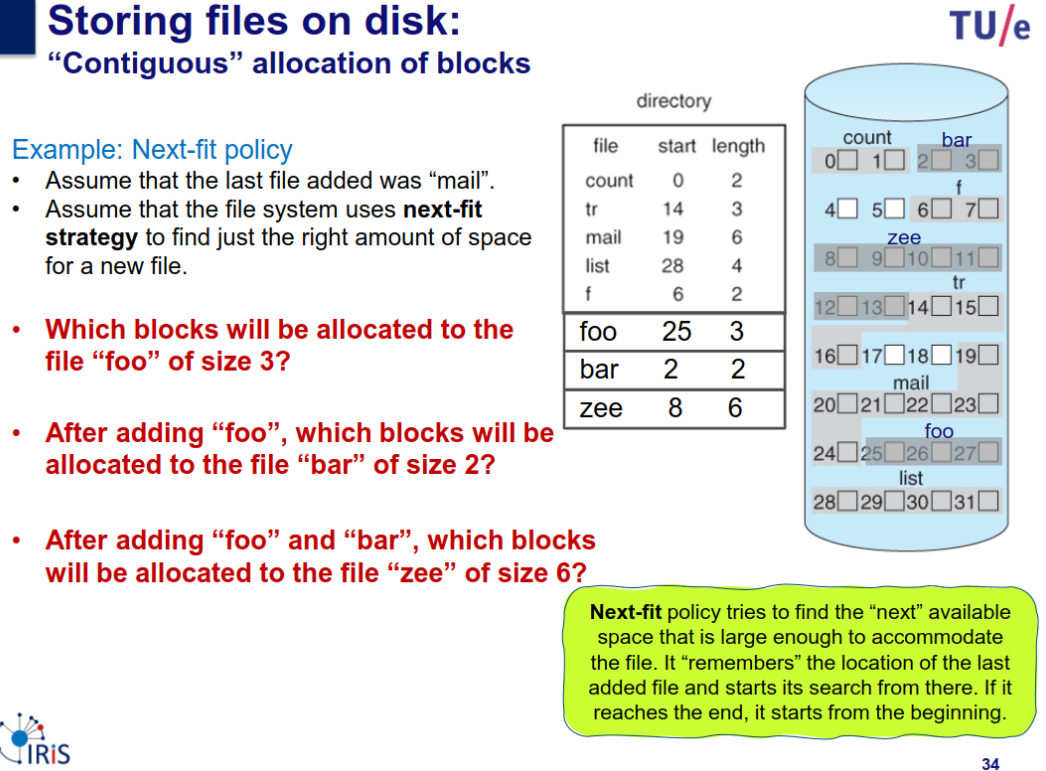 Storing files on disk:
“Contiguous” allocation of blocks
TU/e
Example: Next-fit policy
• Assume that the last file added was “mail”.
• Assume that the file system uses next-fit
strategy to find just the right amount of space
for a new file.
• Which blocks will be allocated to the
file “foo” of size 3?
• After adding “foo”, which blocks will be
allocated to the file “bar” of size 2?
• After adding “foo” and “bar”, which blocks
will be allocated to the file “zee” of size 6?
directory
file start length
count 0 2
tr 14 3
mail 19 6
list 28 4
f 6 2
foo 25 3
bar 2 2
zee 8 6
count bar
0 1 2 3
f
4 5 6 7
zee
8 9 10 11
tr
12 13 14 15
16 17 18 19
mail
20 21 22 23
foo
24 25 26 27
list
28 29 30 31
Next-fit policy tries to find the “next” available
space that is large enough to accommodate
the file. It “remembers” the location of the last
added file and starts its search from there. If it
reaches the end, it starts from the beginning.
IRiS
34